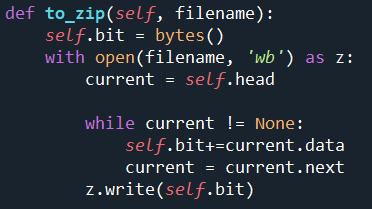 def to_zip(self, filename):
    self.bit = bytes()
    with open(filename, 'wb') as z:
        current = self.head

        while current != None:
            self.bit+=current.data
            current = current.next
        z.write(self.bit)